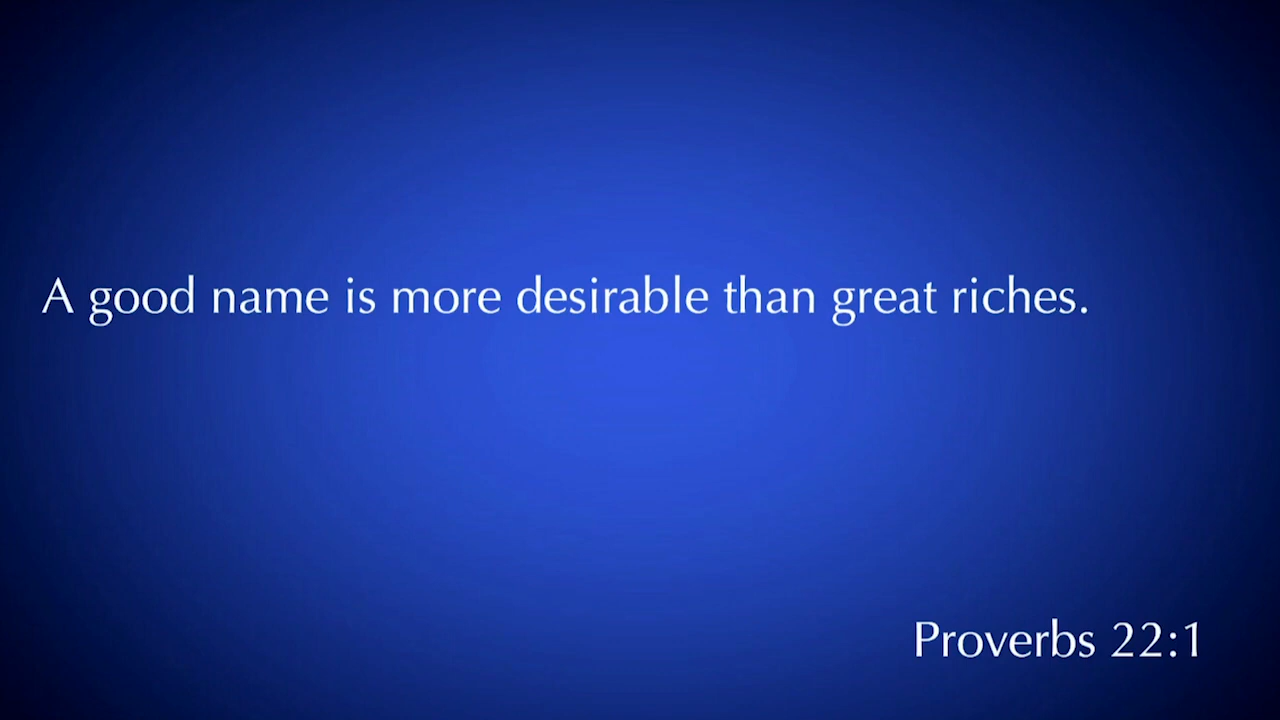 A good name is more desirable than great riches.
Proverbs 22:1